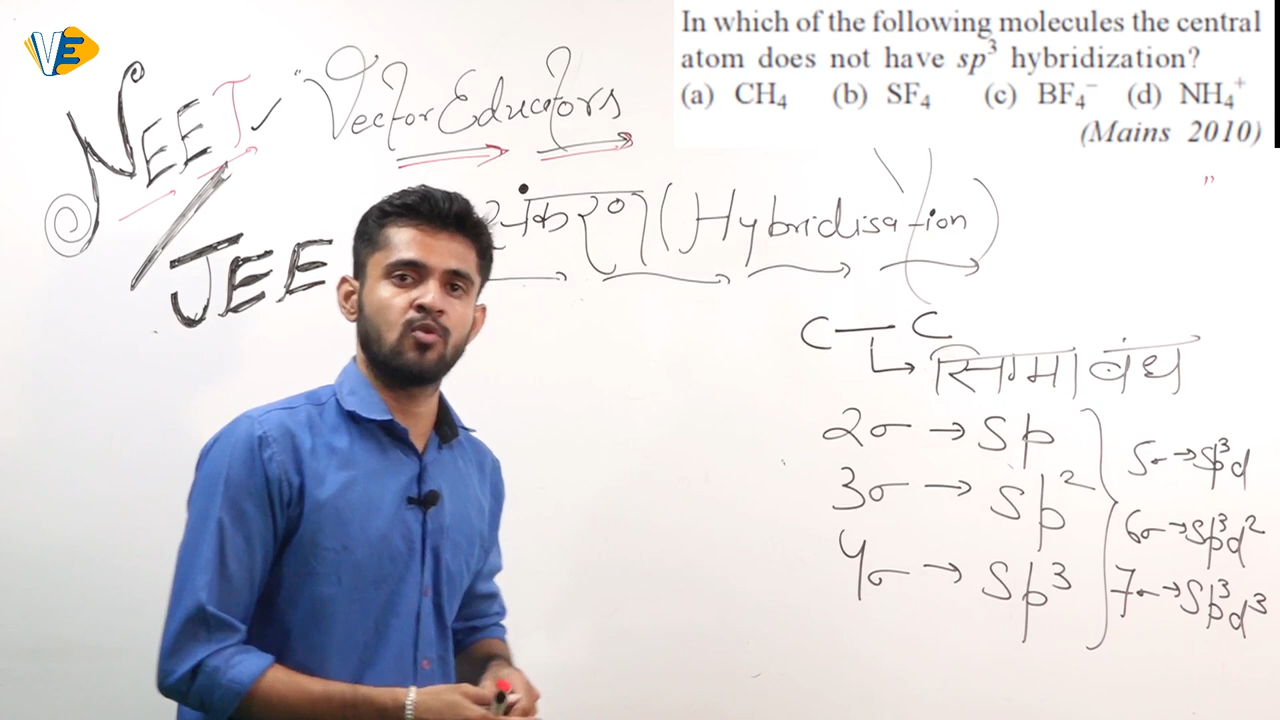 VE
In which of the following molecules the central
atom does not have sp³ hybridization?
(a) CH₄ (b) SF₄ (c) BF₄⁻ (d) NH₄⁺
(Mains 2010)
NEET
"Vector Educators"
JEE
(Hybridisation)
C — C
सिग्मा बंध
2σ → sp
3σ → sp²
4σ → sp³
5σ → sp³d
6σ → sp³d²
7σ → sp³d³